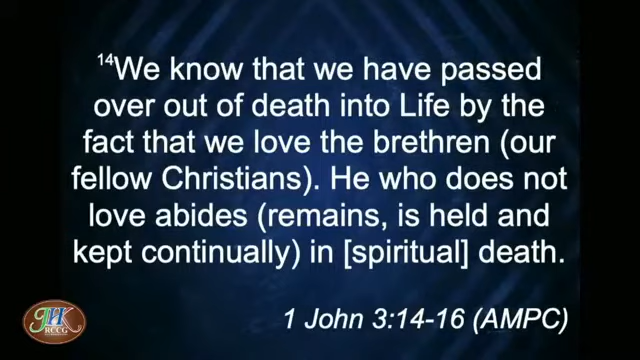 14We know that we have passed
over out of death into Life by the
fact that we love the brethren (our
fellow Christians). He who does not
love abides (remains, is held and
kept continually) in [spiritual] death.
1 John 3:14-16 (AMPC)
JHK
RCCG